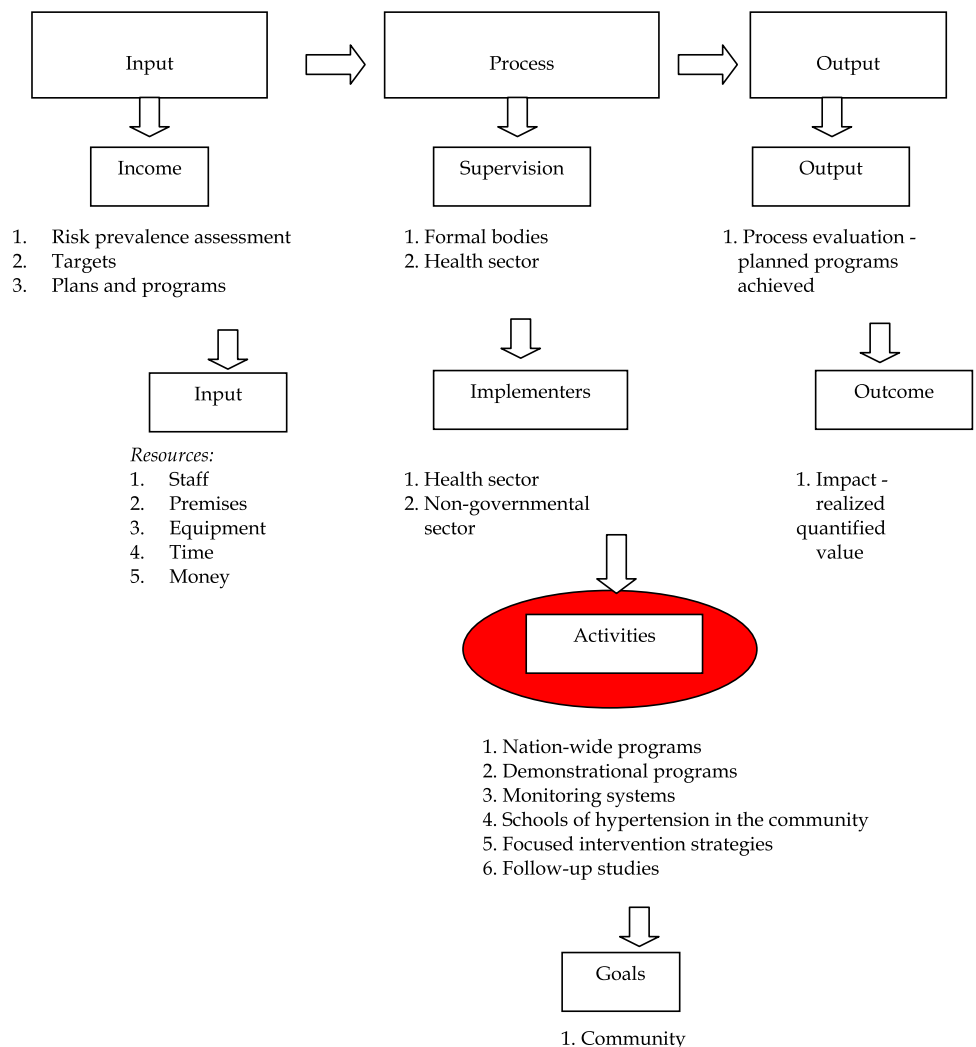 Input
Process
Output
Income
Supervision
Output
1. Risk prevalence assessment
2. Targets
3. Plans and programs
1. Formal bodies
2. Health sector
1. Process evaluation -
planned programs
achieved
Input
Implementers
Outcome
Resources:
1. Staff
2. Premises
3. Equipment
4. Time
5. Money
1. Health sector
2. Non-governmental
sector
1. Impact -
realized
quantified
value
Activities
1. Nation-wide programs
2. Demonstrational programs
3. Monitoring systems
4. Schools of hypertension in the community
5. Focused intervention strategies
6. Follow-up studies
Goals
1. Community